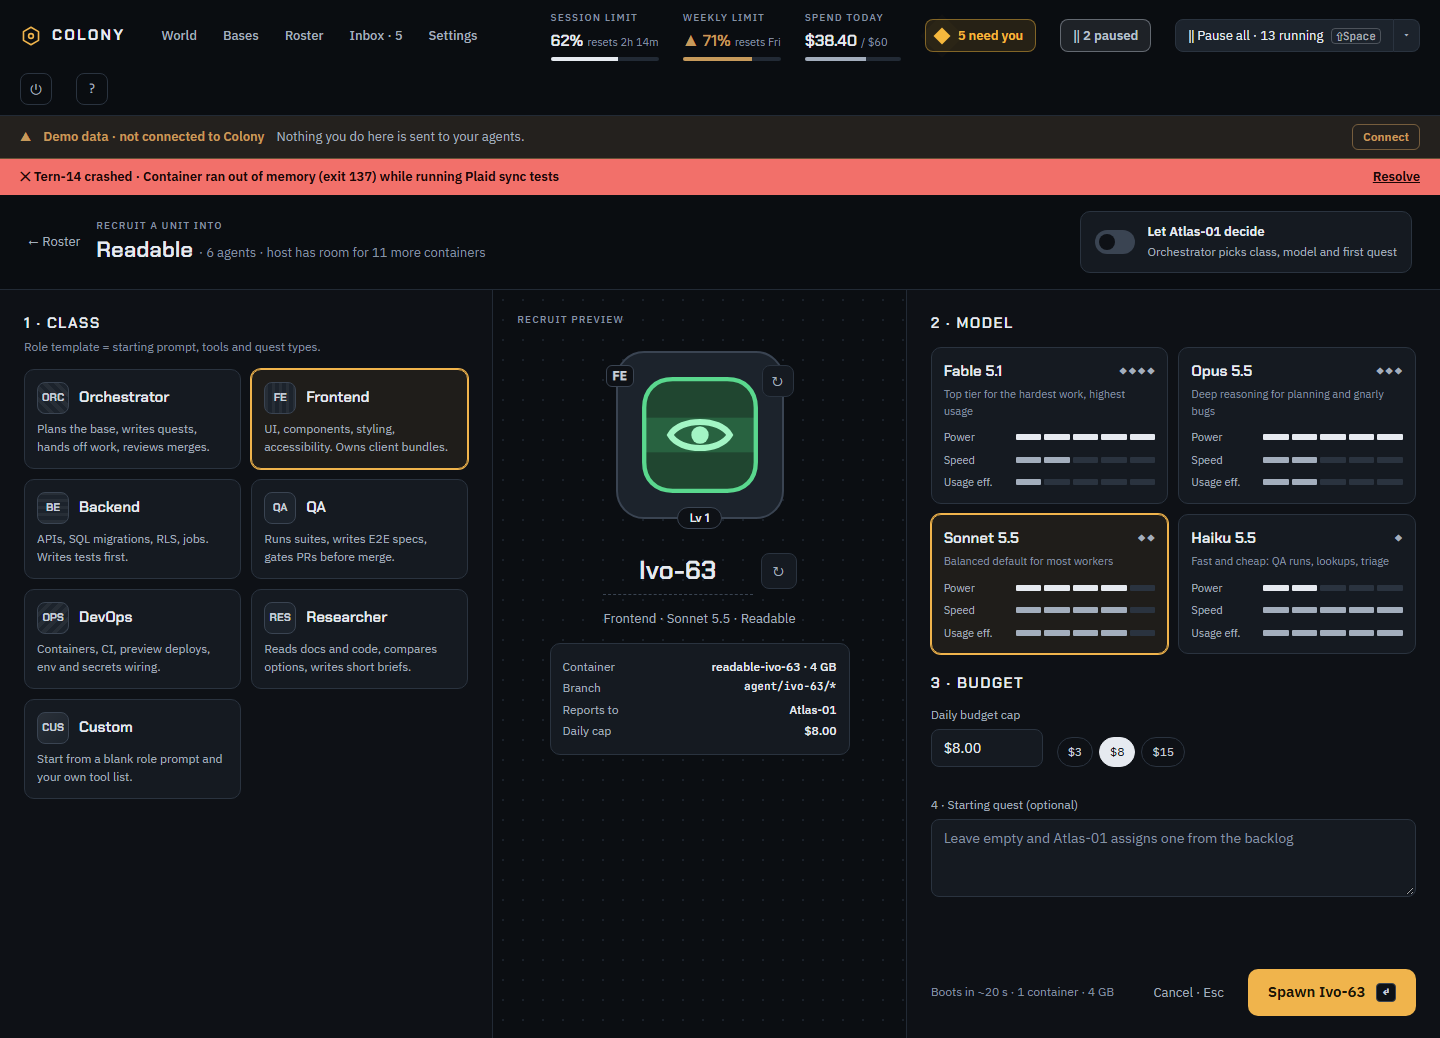 COLONY
World
Bases
Roster
Inbox · 5
Settings
SESSION LIMIT
62% resets 2h 14m
WEEKLY LIMIT
71% resets Fri
SPEND TODAY
$38.40 / $60
5 need you
2 paused
Pause all · 13 running ⇧Space
?
Demo data · not connected to Colony Nothing you do here is sent to your agents.
Connect
Tern-14 crashed · Container ran out of memory (exit 137) while running Plaid sync tests
Resolve
← Roster
RECRUIT A UNIT INTO
Readable · 6 agents · host has room for 11 more containers
Let Atlas-01 decide
Orchestrator picks class, model and first quest
1 · CLASS
Role template = starting prompt, tools and quest types.
ORC Orchestrator
Plans the base, writes quests,
hands off work, reviews merges.
FE Frontend
UI, components, styling,
accessibility. Owns client bundles.
BE Backend
APIs, SQL migrations, RLS, jobs.
Writes tests first.
QA QA
Runs suites, writes E2E specs,
gates PRs before merge.
OPS DevOps
Containers, CI, preview deploys,
env and secrets wiring.
RES Researcher
Reads docs and code, compares
options, writes short briefs.
CUS Custom
Start from a blank role prompt and
your own tool list.
RECRUIT PREVIEW
FE
Lv 1
Ivo-63
Frontend · Sonnet 5.5 · Readable
Container readable-ivo-63 · 4 GB
Branch agent/ivo-63/*
Reports to Atlas-01
Daily cap $8.00
2 · MODEL
Fable 5.1
Top tier for the hardest work, highest
usage
Power
Speed
Usage eff.
Opus 5.5
Deep reasoning for planning and gnarly
bugs
Power
Speed
Usage eff.
Sonnet 5.5
Balanced default for most workers
Power
Speed
Usage eff.
Haiku 5.5
Fast and cheap: QA runs, lookups, triage
Power
Speed
Usage eff.
3 · BUDGET
Daily budget cap
$8.00
$3
$8
$15
4 · Starting quest (optional)
Leave empty and Atlas-01 assigns one from the backlog
Boots in ~20 s · 1 container · 4 GB
Cancel · Esc
Spawn Ivo-63